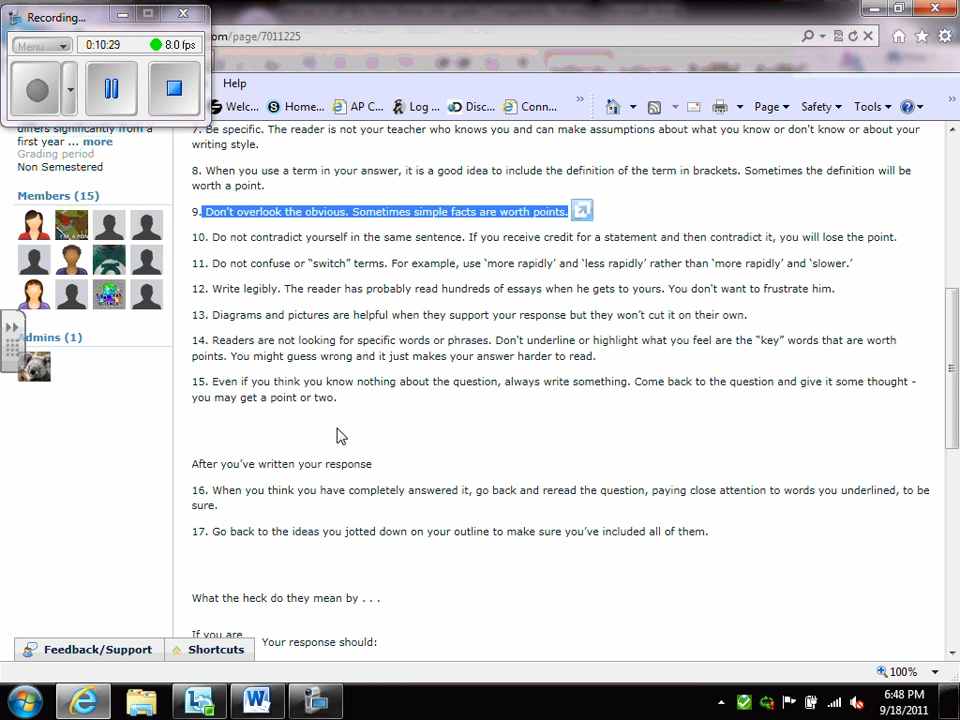 Recording...
Menu
0:10:29
8.0 fps
om/page/7011225
Help
Welc...
Home...
AP C...
Log ...
Disc...
Conn...
»
Page
Safety
Tools
»
differs significantly from a
first year ... more
Grading period
Non Semestered
Members (15)
Admins (1)
7. Be specific. The reader is not your teacher who knows you and can make assumptions about what you know or don't know or about your
writing style.
8. When you use a term in your answer, it is a good idea to include the definition of the term in brackets. Sometimes the definition will be
worth a point.
9. Don't overlook the obvious. Sometimes simple facts are worth points.
10. Do not contradict yourself in the same sentence. If you receive credit for a statement and then contradict it, you will lose the point.
11. Do not confuse or “switch” terms. For example, use ‘more rapidly’ and ‘less rapidly’ rather than ‘more rapidly’ and ‘slower.’
12. Write legibly. The reader has probably read hundreds of essays when he gets to yours. You don't want to frustrate him.
13. Diagrams and pictures are helpful when they support your response but they won’t cut it on their own.
14. Readers are not looking for specific words or phrases. Don't underline or highlight what you feel are the “key” words that are worth
points. You might guess wrong and it just makes your answer harder to read.
15. Even if you think you know nothing about the question, always write something. Come back to the question and give it some thought -
you may get a point or two.
After you’ve written your response
16. When you think you have completely answered it, go back and reread the question, paying close attention to words you underlined, to be
sure.
17. Go back to the ideas you jotted down on your outline to make sure you’ve included all of them.
What the heck do they mean by . . .
If you are
Your response should:
Feedback/Support
Shortcuts
100%
6:48 PM
9/18/2011